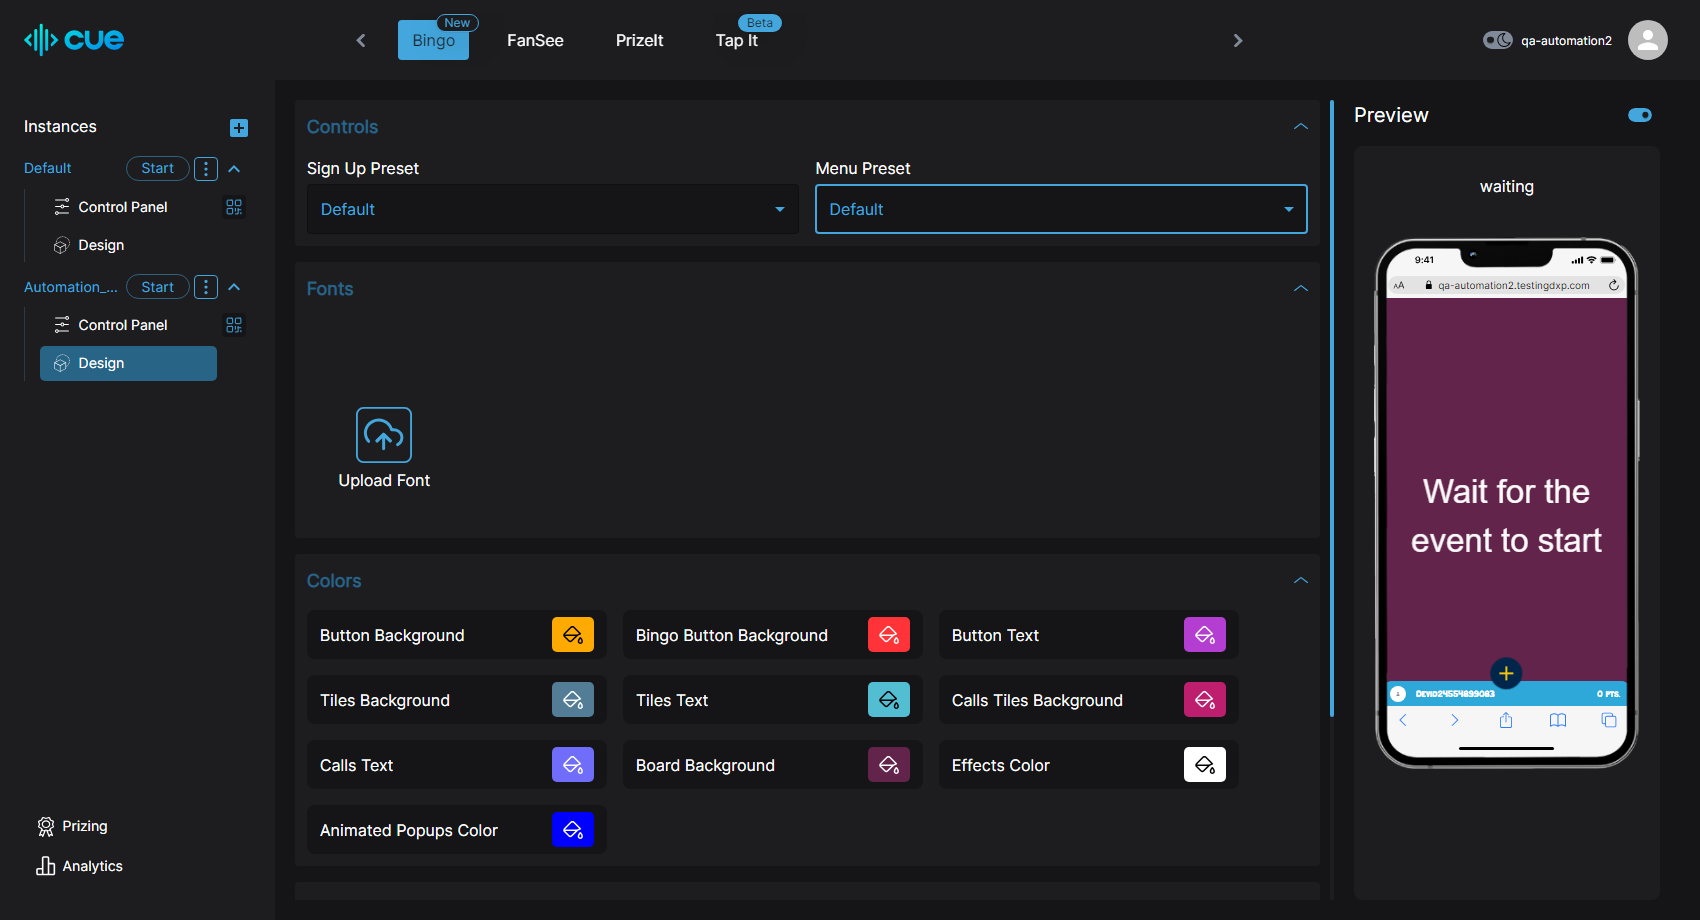 cue
Bingo
New
FanSee
PrizeIt
Tap It
Beta
qa-automation2
Instances
Default
Start
Control Panel
Design
Automation_...
Start
Control Panel
Design
Prizing
Analytics
Controls
Sign Up Preset
Default
Menu Preset
Default
Fonts
Upload Font
Colors
Button Background
Bingo Button Background
Button Text
Tiles Background
Tiles Text
Calls Tiles Background
Calls Text
Board Background
Effects Color
Animated Popups Color
Preview
waiting
9:41
AA
qa-automation2.testingdxp.com
Wait for the
event to start
DEVID24554699083
0 PTS.